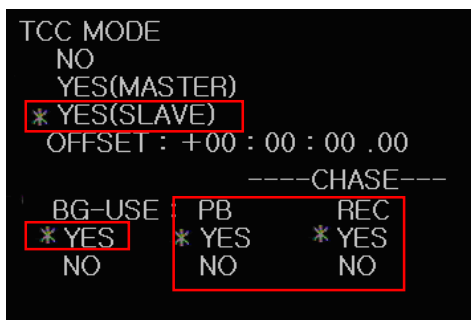 TCC MODE
NO
YES(MASTER)
* YES(SLAVE)
OFFSET : +00 : 00 : 00 .00
----CHASE---
BG-USE : PB REC
* YES * YES * YES
NO NO NO